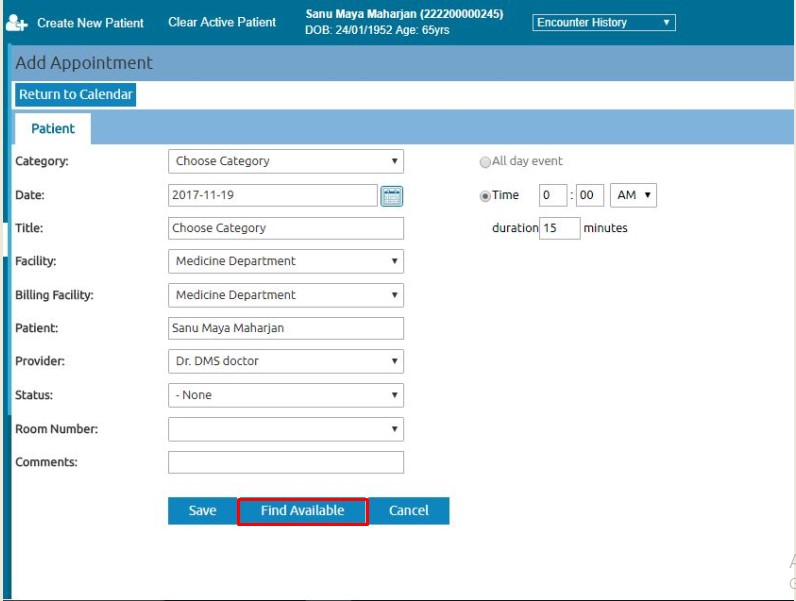 Create New Patient Clear Active Patient Sanu Maya Maharjan (222200000245) Encounter History
DOB: 24/01/1952 Age: 65yrs
Add Appointment
Return to Calendar
Patient
Category: Choose Category All day event
Date: 2017-11-19 Time 0 : 00 AM
Title: Choose Category duration 15 minutes
Facility: Medicine Department
Billing Facility: Medicine Department
Patient: Sanu Maya Maharjan
Provider: Dr. DMS doctor
Status: - None
Room Number:
Comments:
Save Find Available Cancel